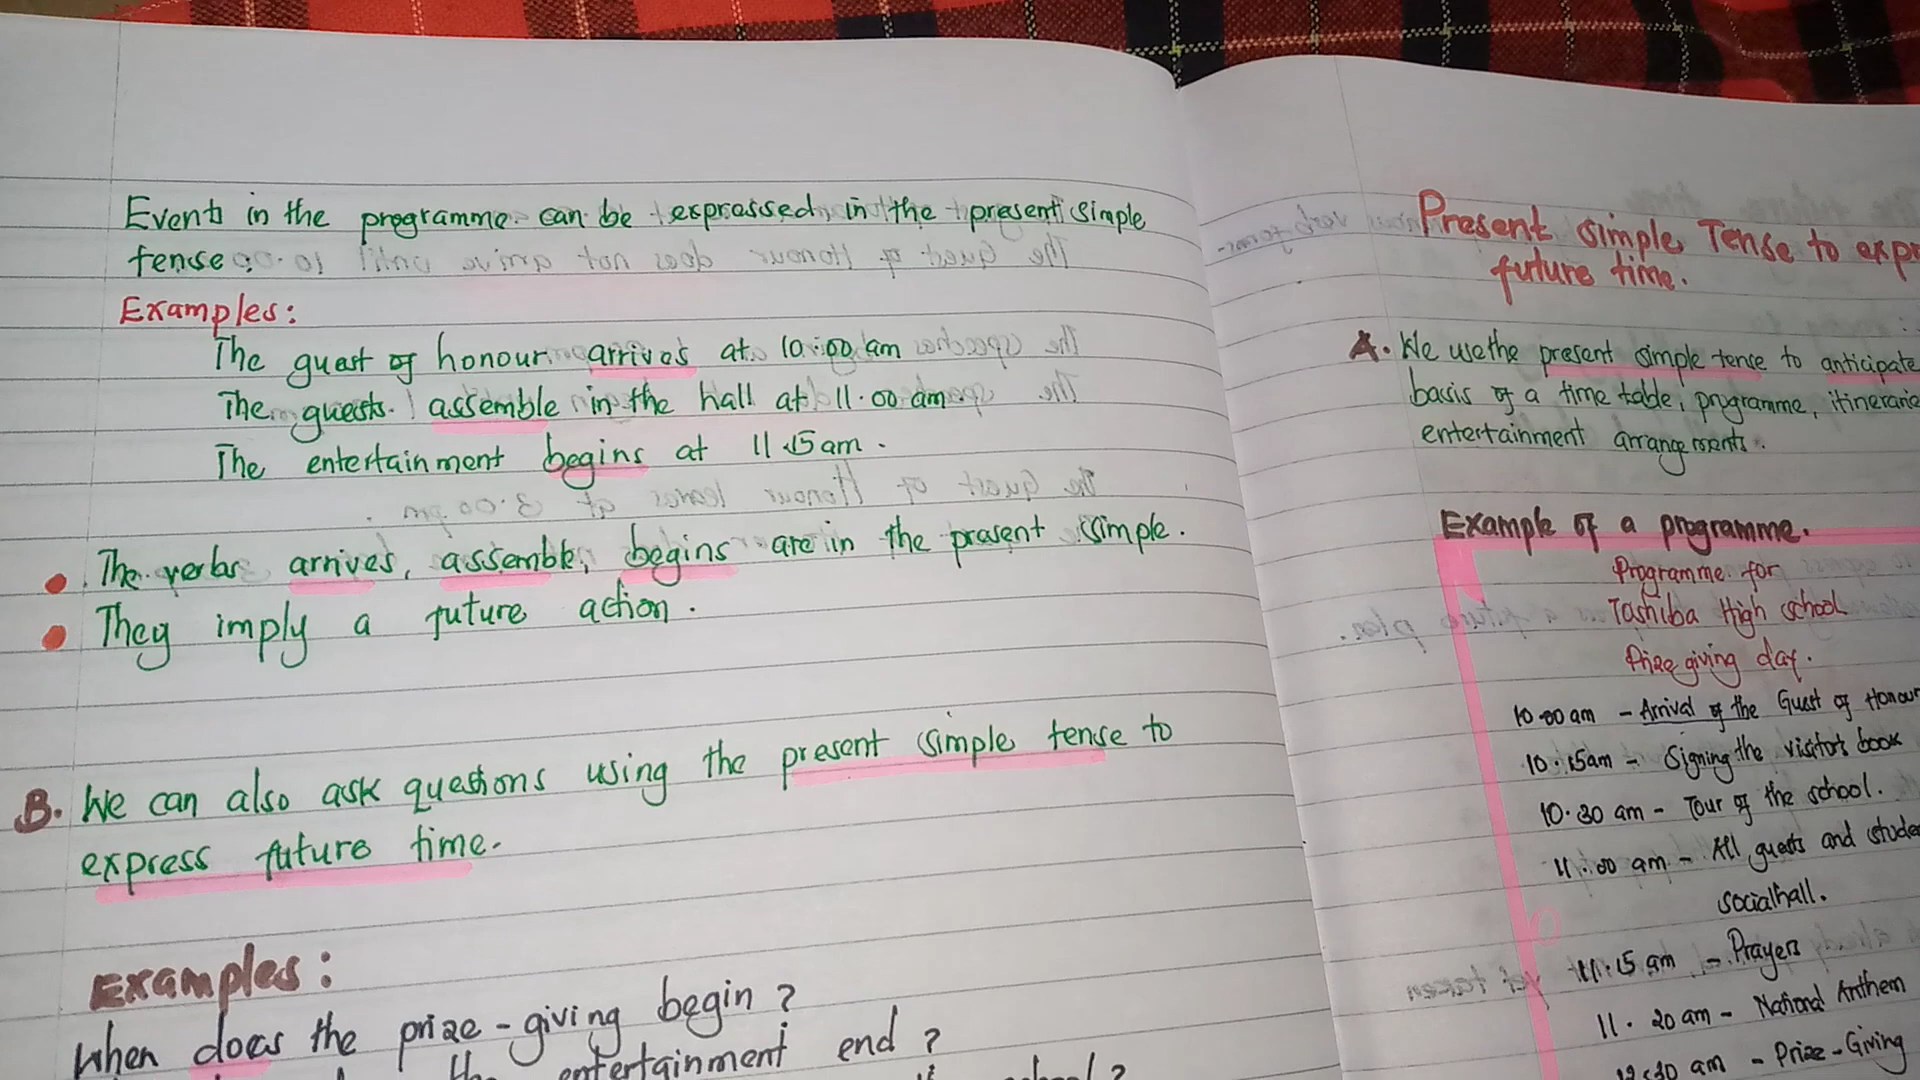 Events in the programme can be expressed in the present simple
tense.
Examples:
The guest of honour arrives at 10:00 am
The guests assemble in the hall at 11.00 am
The entertainment begins at 11.15 am.
• The verbs arrives, assemble, begins are in the present simple.
• They imply a future action.
B. We can also ask questions using the present simple tense to
express future time.
Examples:
When does the prize-giving begin?
entertainment end?
Present Simple Tense to expr
future time.
A. We use the present simple tense to anticipate
basis of a time table, programme, itinerarie
entertainment arrangements.
Example of a programme.
Programme for
Tashiba High school
Prize giving day.
10.00 am - Arrival of the Guest of Honour
10.15am - Signing the visitors book
10.30 am - Tour of the school.
11.00 am - All guests and stude
social hall.
11.15 am - Prayers
11.20 am - National Anthem
am - Prize-Giving